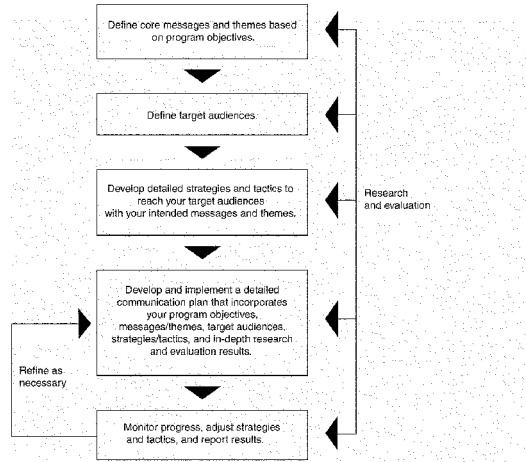 Define core messages and themes based
on program objectives.
Define target audiences.
Develop detailed strategies and tactics to
reach your target audiences
with your intended messages and themes.
Research
and evaluation
Develop and implement a detailed
communication plan that incorporates
your program objectives,
messages/themes, target audiences,
strategies/tactics, and in-depth research
and evaluation results.
Refine as
necessary
Monitor progress, adjust strategies
and tactics, and report results.